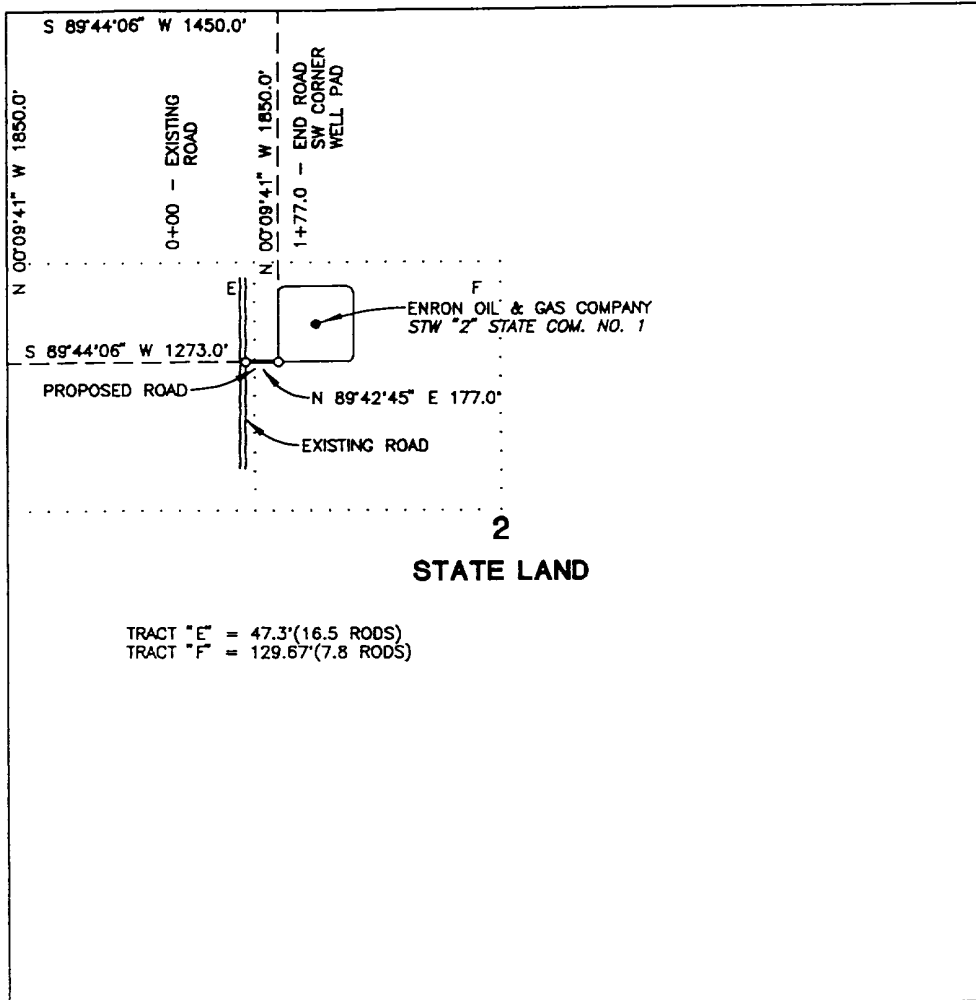 S 89°44'06" W 1450.0'
N 00°09'41" W 1850.0'
0+00 - EXISTING
ROAD
N 00°09'41" W 1850.0'
1+77.0 - END ROAD
SW CORNER
WELL PAD
E
F
ENRON OIL & GAS COMPANY
STW "2" STATE COM. NO. 1
S 89°44'06" W 1273.0'
PROPOSED ROAD
N 89°42'45" E 177.0'
EXISTING ROAD
2
STATE LAND
TRACT "E" = 47.3'(16.5 RODS)
TRACT "F" = 129.67'(7.8 RODS)